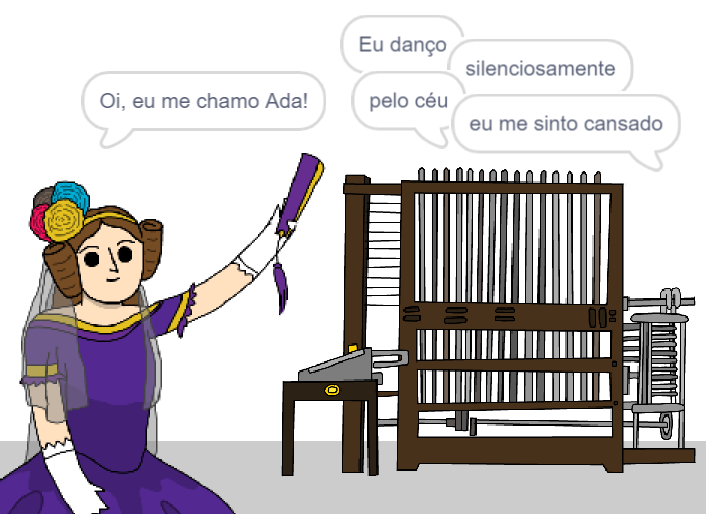 Oi, eu me chamo Ada!
Eu danço
silenciosamente
pelo céu
eu me sinto cansado